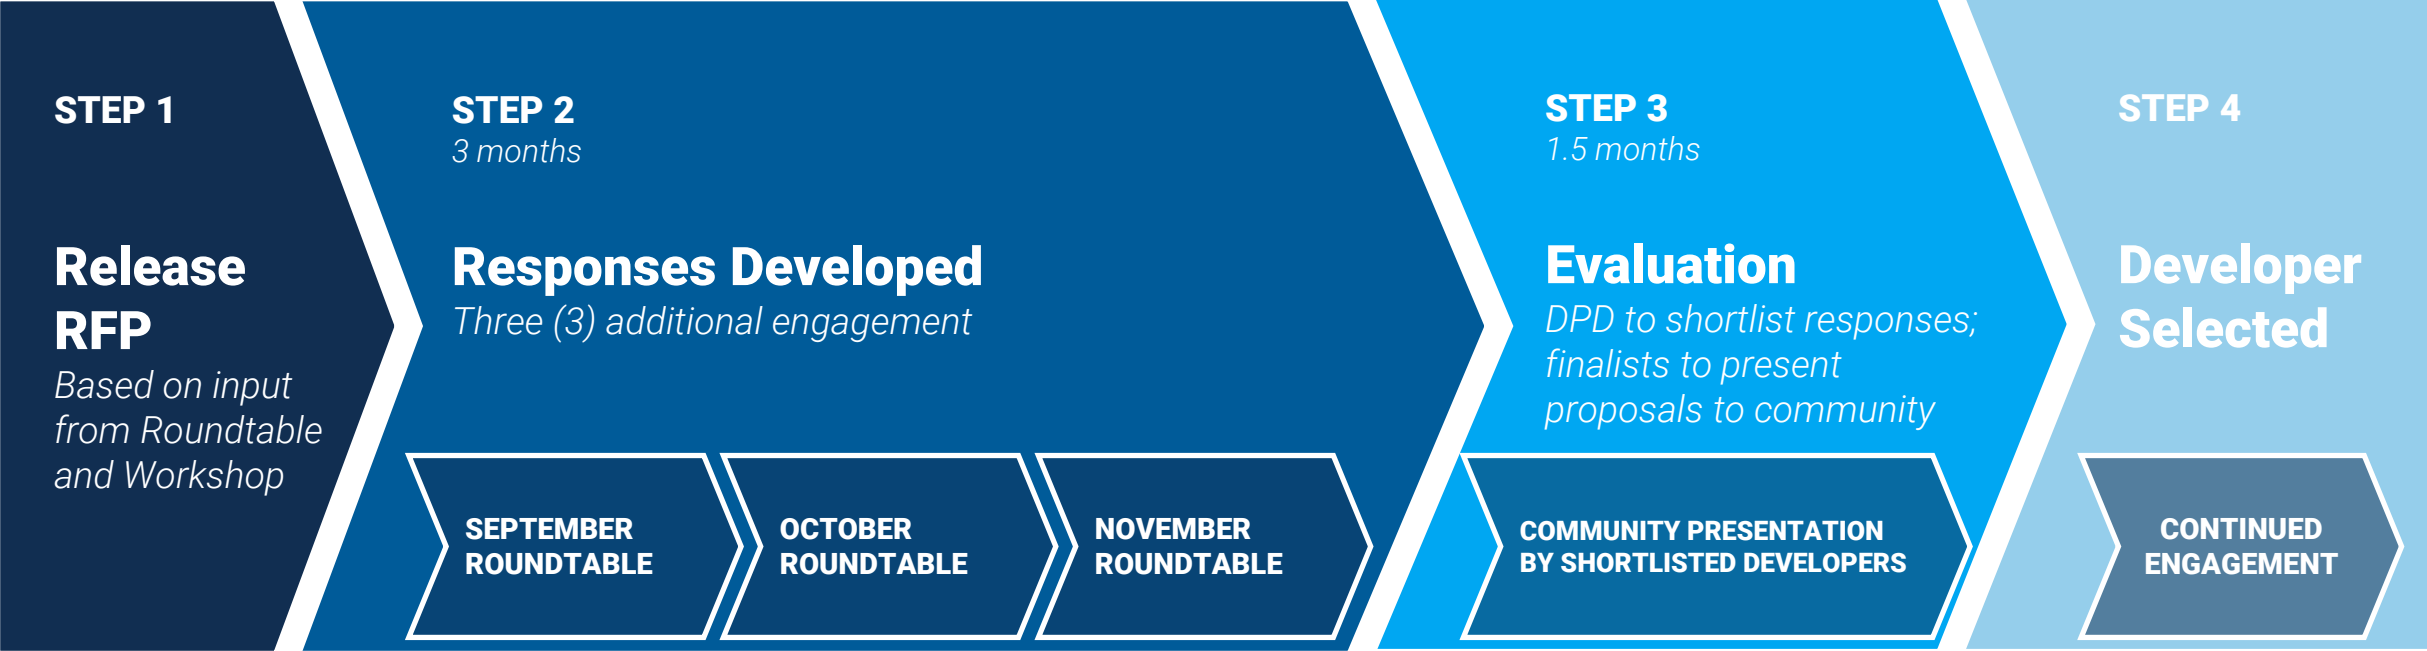 STEP 1
Release
RFP
Based on input
from Roundtable
and Workshop
STEP 2
3 months
Responses Developed
Three (3) additional engagement
SEPTEMBER
ROUNDTABLE
OCTOBER
ROUNDTABLE
NOVEMBER
ROUNDTABLE
STEP 3
1.5 months
Evaluation
DPD to shortlist responses;
finalists to present
proposals to community
COMMUNITY PRESENTATION
BY SHORTLISTED DEVELOPERS
STEP 4
Developer
Selected
CONTINUED
ENGAGEMENT